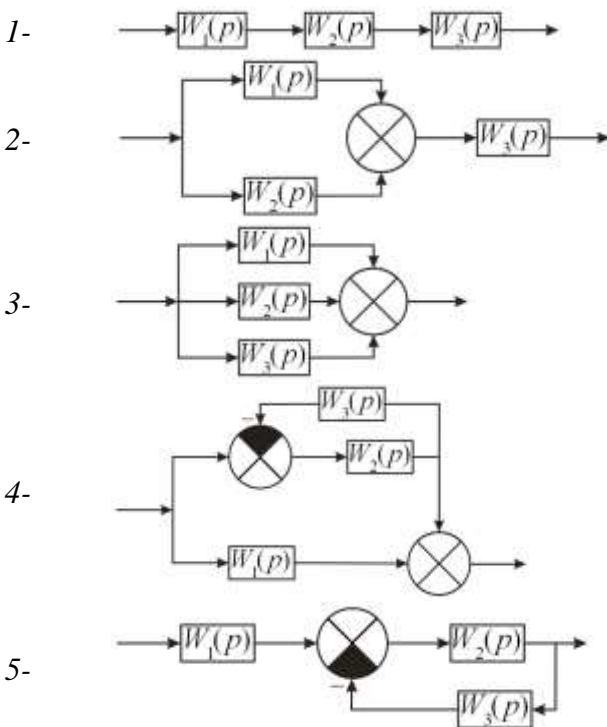 1- W₁(p) W₂(p) W₃(p)
W₁(p)
2- W₃(p)
W₂(p)
W₁(p)
3- W₂(p)
W₃(p)
– W₃(p)
W₂(p)
4-
W₁(p)
W₁(p) W₂(p)
5- – W₃(p)